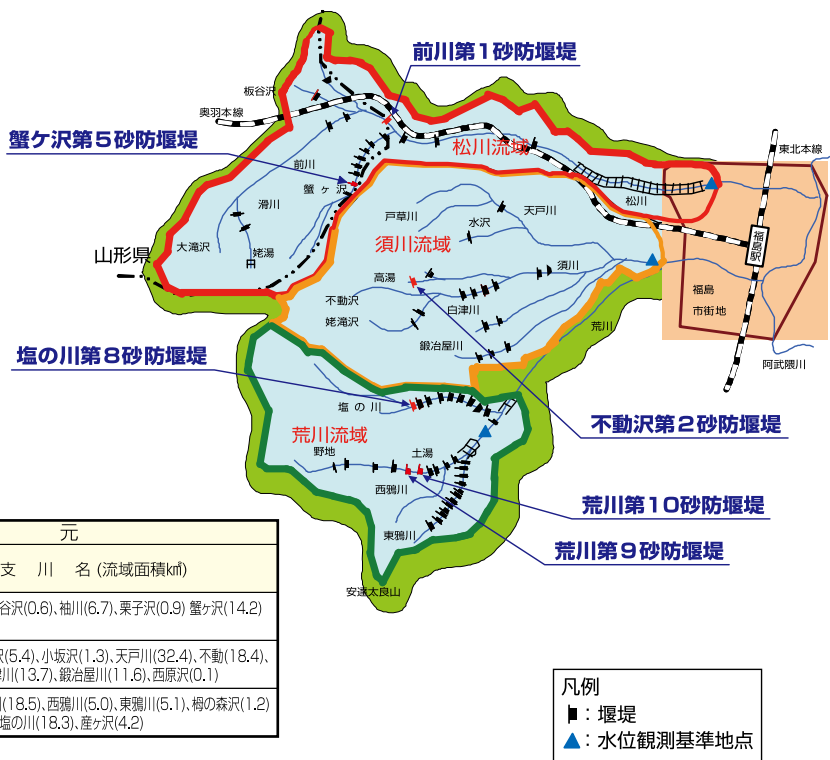 前川第1砂防堰堤
板谷沢
奥羽本線
蟹ケ沢第5砂防堰堤
松川流域
東北本線
前川
蟹ヶ沢
滑川
松川
戸草川
天戸川
水沢
大滝沢
姥湯
山形県
須川流域
福島駅
高湯
須川
不動沢
白津川
福島
市街地
姥滝沢
荒川
鍛冶屋川
阿武隈川
塩の川第8砂防堰堤
塩の川
不動沢第2砂防堰堤
荒川流域
野地
土湯
西鴉川
荒川第10砂防堰堤
東鴉川
荒川第9砂防堰堤
安達太良山
元
支 川 名 (流域面積k㎡)
谷沢(0.6)、袖川(6.7)、栗子沢(0.9) 蟹ヶ沢(14.2)
沢(5.4)、小坂沢(1.3)、天戸川(32.4)、不動(18.4)、
川(13.7)、鍛冶屋川(11.6)、西原沢(0.1)
川(18.5)、西鴉川(5.0)、東鴉川(5.1)、栂の森沢(1.2)
塩の川(18.3)、産ヶ沢(4.2)
凡例
：堰堤
：水位観測基準地点